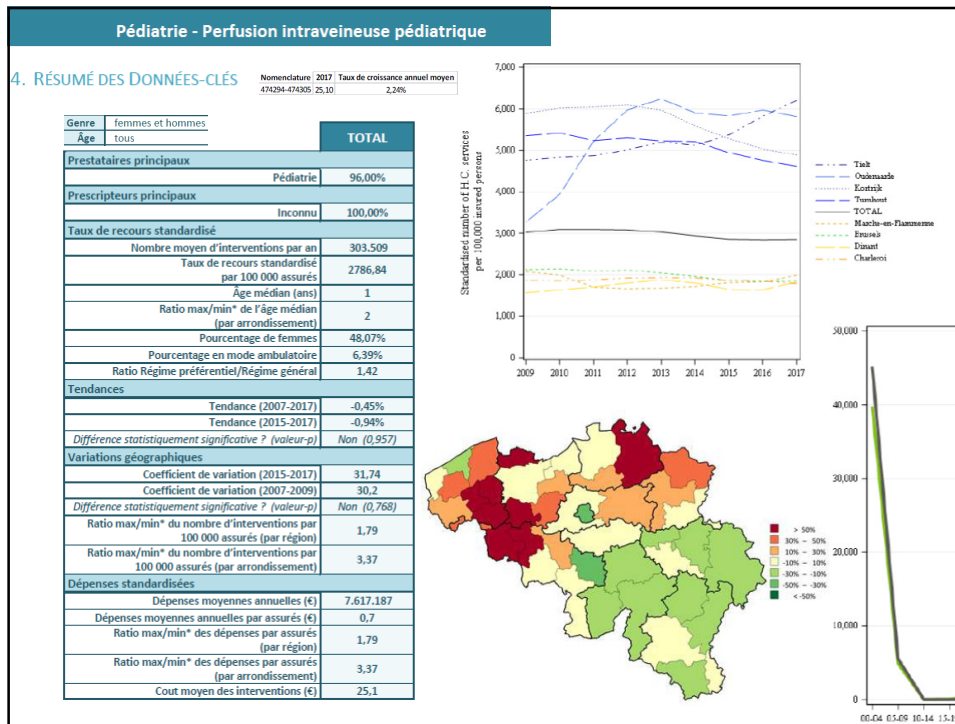 Pédiatrie - Perfusion intraveineuse pédiatrique
4. RÉSUMÉ DES DONNÉES-CLÉS
Nomenclature 2017 Taux de croissance annuel moyen
474294-474305 25,10 2,24%
Genre femmes et hommes
Âge tous
TOTAL
Prestataires principaux
Pédiatrie 96,00%
Prescripteurs principaux
Inconnu 100,00%
Taux de recours standardisé
Nombre moyen d'interventions par an 303.509
Taux de recours standardisé
par 100 000 assurés 2786,84
Âge médian (ans) 1
Ratio max/min* de l'âge médian
(par arrondissement) 2
Pourcentage de femmes 48,07%
Pourcentage en mode ambulatoire 6,39%
Ratio Régime préférentiel/Régime général 1,42
Tendances
Tendance (2007-2017) -0,45%
Tendance (2015-2017) -0,94%
Différence statistiquement significative ? (valeur-p) Non (0,957)
Variations géographiques
Coefficient de variation (2015-2017) 31,74
Coefficient de variation (2007-2009) 30,2
Différence statistiquement significative ? (valeur-p) Non (0,768)
Ratio max/min* du nombre d'interventions par
100 000 assurés (par région) 1,79
Ratio max/min* du nombre d'interventions par
100 000 assurés (par arrondissement) 3,37
Dépenses standardisées
Dépenses moyennes annuelles (€) 7.617.187
Dépenses moyennes annuelles par assurés (€) 0,7
Ratio max/min* des dépenses par assurés
(par région) 1,79
Ratio max/min* des dépenses par assurés
(par arrondissement) 3,37
Cout moyen des interventions (€) 25,1
Standardised number of H.C. services
per 100,000 insured persons
7,000
6,000
5,000
4,000
3,000
2,000
1,000
0
2009 2010 2011 2012 2013 2014 2015 2016 2017
Tielt
Oudenaarde
Kortrijk
Turnhout
TOTAL
Marche-en-Flammenne
Brussels
Dinant
Charleroi
> 50%
30% – 50%
10% – 30%
-10% – 10%
-30% – -10%
-50% – -30%
< -50%
50,000
40,000
30,000
20,000
10,000
0
00-04 05-09 10-14